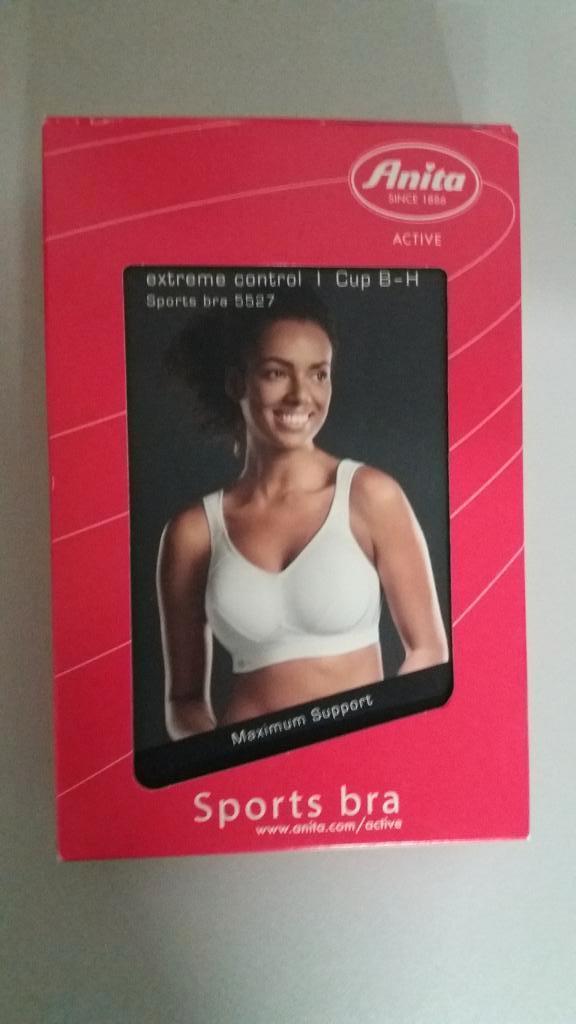 Anita
SINCE 1886
ACTIVE
extreme control | Cup B-H
Sports bra 5527
Maximum Support
Sports bra
www.anita.com/active